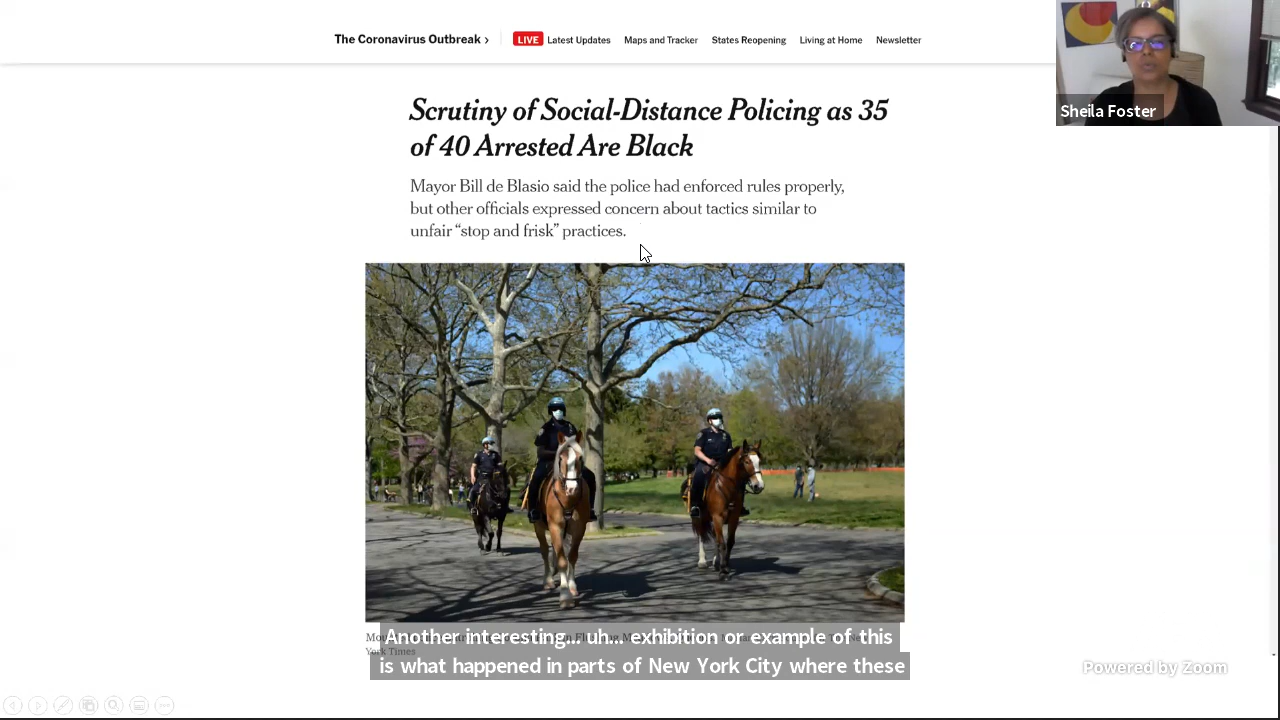 The Coronavirus Outbreak ›
LIVE Latest Updates Maps and Tracker States Reopening Living at Home Newsletter
Sheila Foster
Scrutiny of Social-Distance Policing as 35
of 40 Arrested Are Black
Mayor Bill de Blasio said the police had enforced rules properly,
but other officials expressed concern about tactics similar to
unfair “stop and frisk” practices.
Another interesting... uh... exhibition or example of this
York Times
is what happened in parts of New York City where these
Powered by Zoom